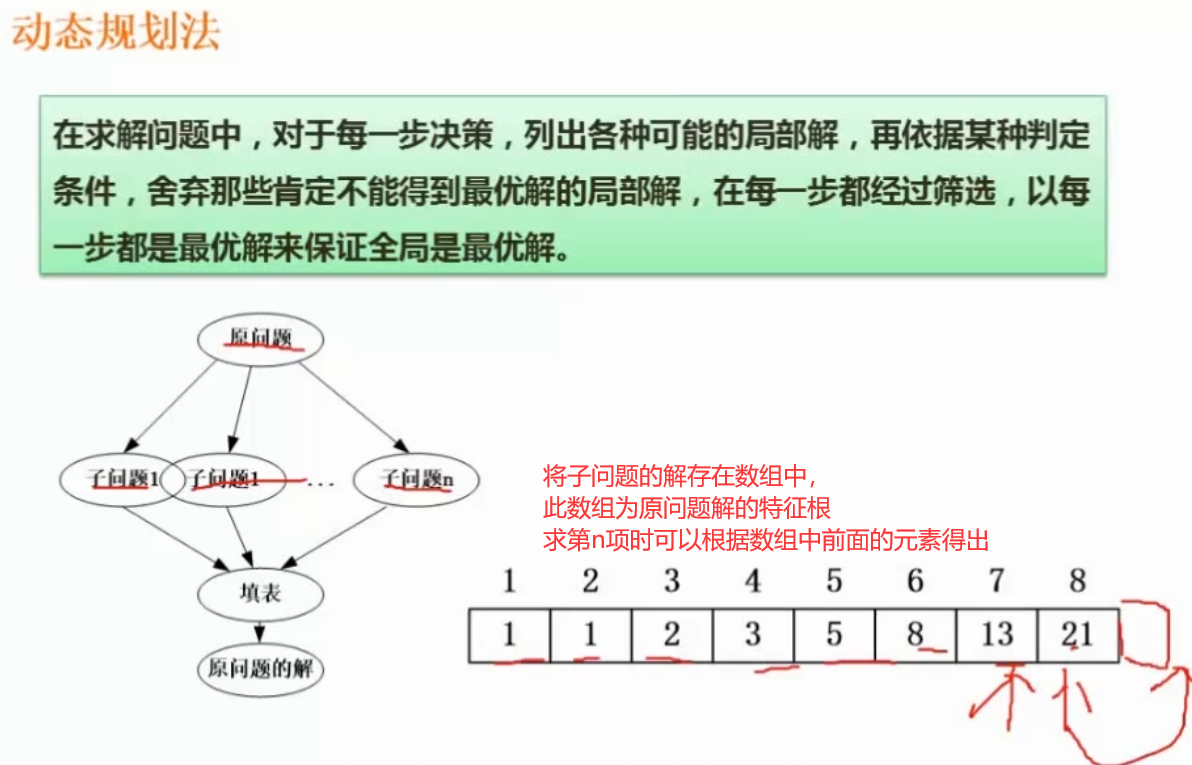 动态规划法
在求解问题中，对于每一步决策，列出各种可能的局部解，再依据某种判定
条件，舍弃那些肯定不能得到最优解的局部解，在每一步都经过筛选，以每
一步都是最优解来保证全局是最优解。
原问题
子问题1 子问题1 ... 子问题n
填表
原问题的解
将子问题的解存在数组中，
此数组为原问题解的特征根
求第n项时可以根据数组中前面的元素得出
1 2 3 4 5 6 7 8
1 1 2 3 5 8 13 21